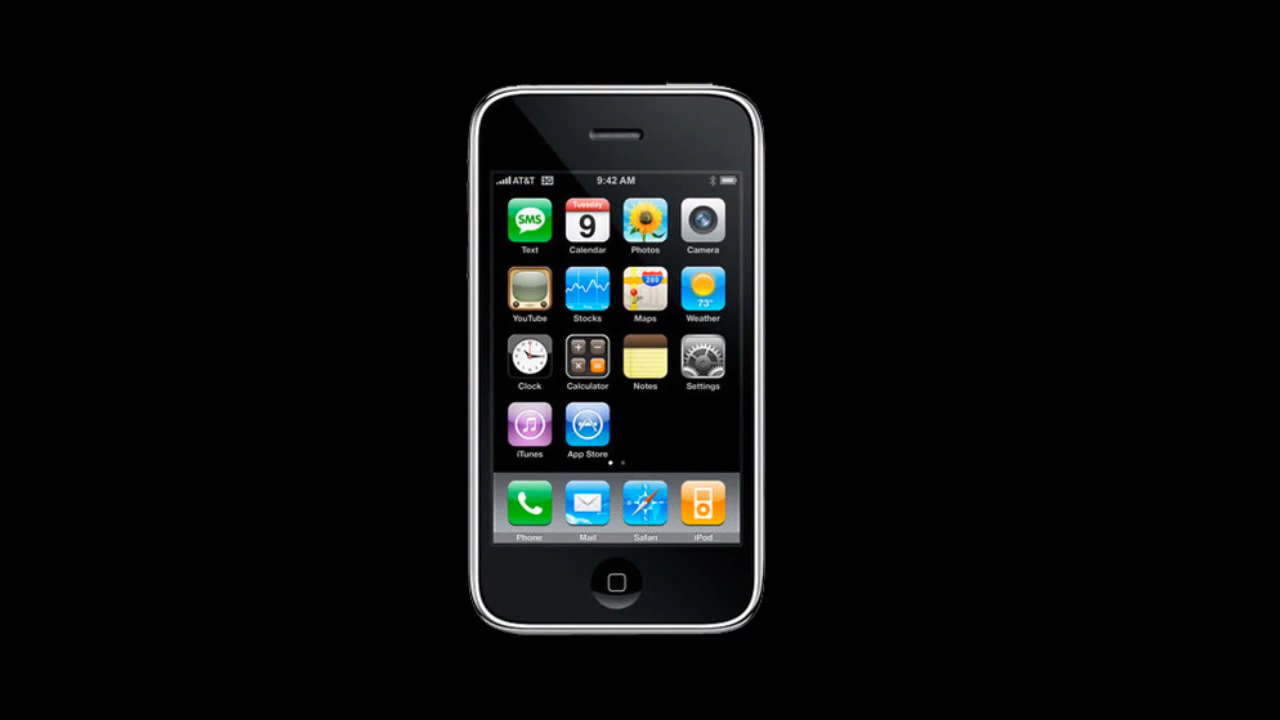 AT&T 3G 9:42 AM
SMS Tuesday 9
Text Calendar Photos Camera
280 73°
YouTube Stocks Maps Weather
Clock Calculator Notes Settings
iTunes App Store
Phone Mail Safari iPod